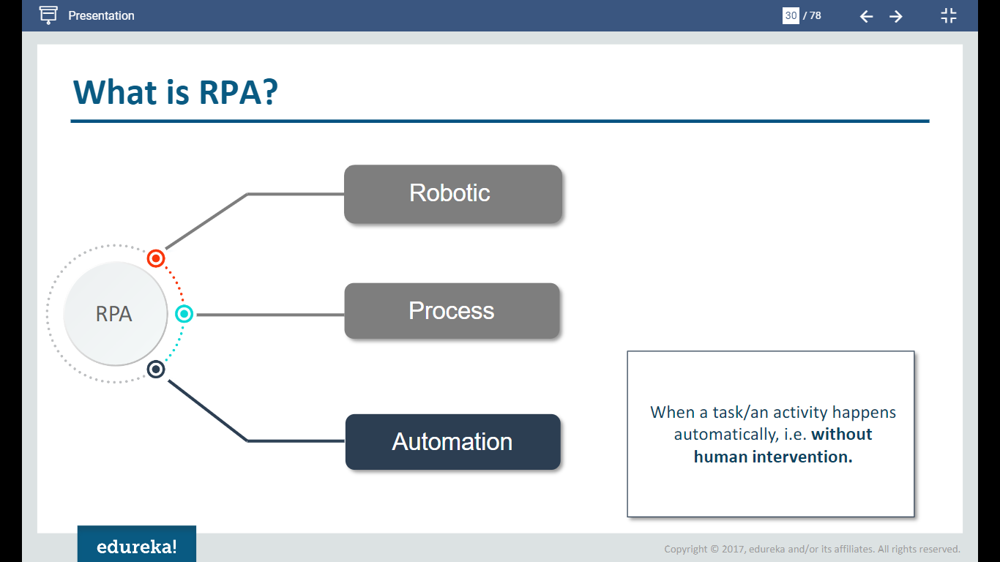 Presentation
30 / 78
What is RPA?
Robotic
RPA
Process
Automation
When a task/an activity happens
automatically, i.e. without
human intervention.
edureka!
Copyright © 2017, edureka and/or its affiliates. All rights reserved.